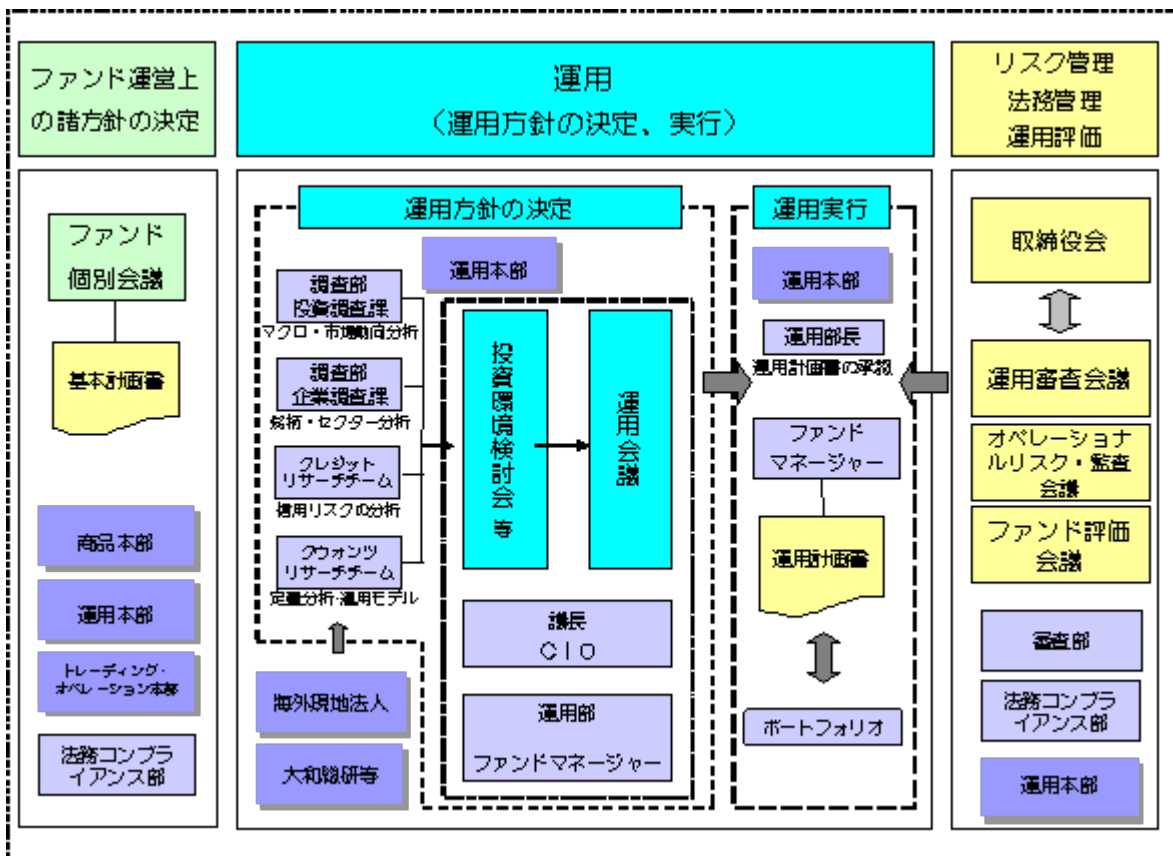 ファンド運営上
の諸方針の決定
運用
（運用方針の決定、実行）
リスク管理
法務管理
運用評価
ファンド
個別会議
基本計画書
商品本部
運用本部
トレーディング・
オペレーション本部
法務コンプラ
イアンス部
運用方針の決定
運用本部
調査部
投資調査課
マクロ・市場動向分析
調査部
企業調査課
銘柄・セクター分析
クレジット
リサーチチーム
信用リスクの分析
クウォンツ
リサーチチーム
定量分析・運用モデル
海外現地法人
大和総研等
投資環境検討会 等
運用会議
議長
ＣＩＯ
運用部
ファンドマネージャー
運用実行
運用本部
運用部長
運用計画書の承認
ファンド
マネージャー
運用計画書
ポートフォリオ
取締役会
運用審査会議
オペレーショナ
ルリスク・監査
会議
ファンド評価
会議
審査部
法務コンプラ
イアンス部
運用本部